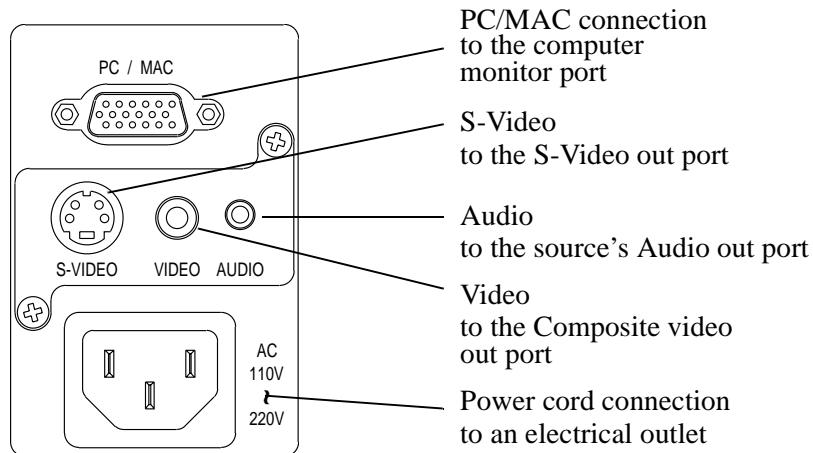 PC/MAC connection
to the computer
monitor port
PC / MAC
S-Video
to the S-Video out port
Audio
to the source’s Audio out port
S-VIDEO VIDEO AUDIO
Video
to the Composite video
out port
AC
110V
~
220V
Power cord connection
to an electrical outlet